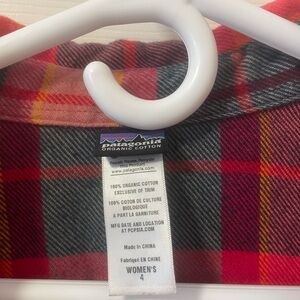 patagonia
ORGANIC COTTON
www.patagonia.com
100% ORGANIC COTTON
EXCLUSIVE OF TRIM
100% COTON DE CULTURE
BIOLOGIQUE
À PART LA GARNITURE
MFG DATE AND LOCATION
AT PCPSIA.COM
Made in CHINA
Fabriqué EN CHINE
WOMEN'S
4